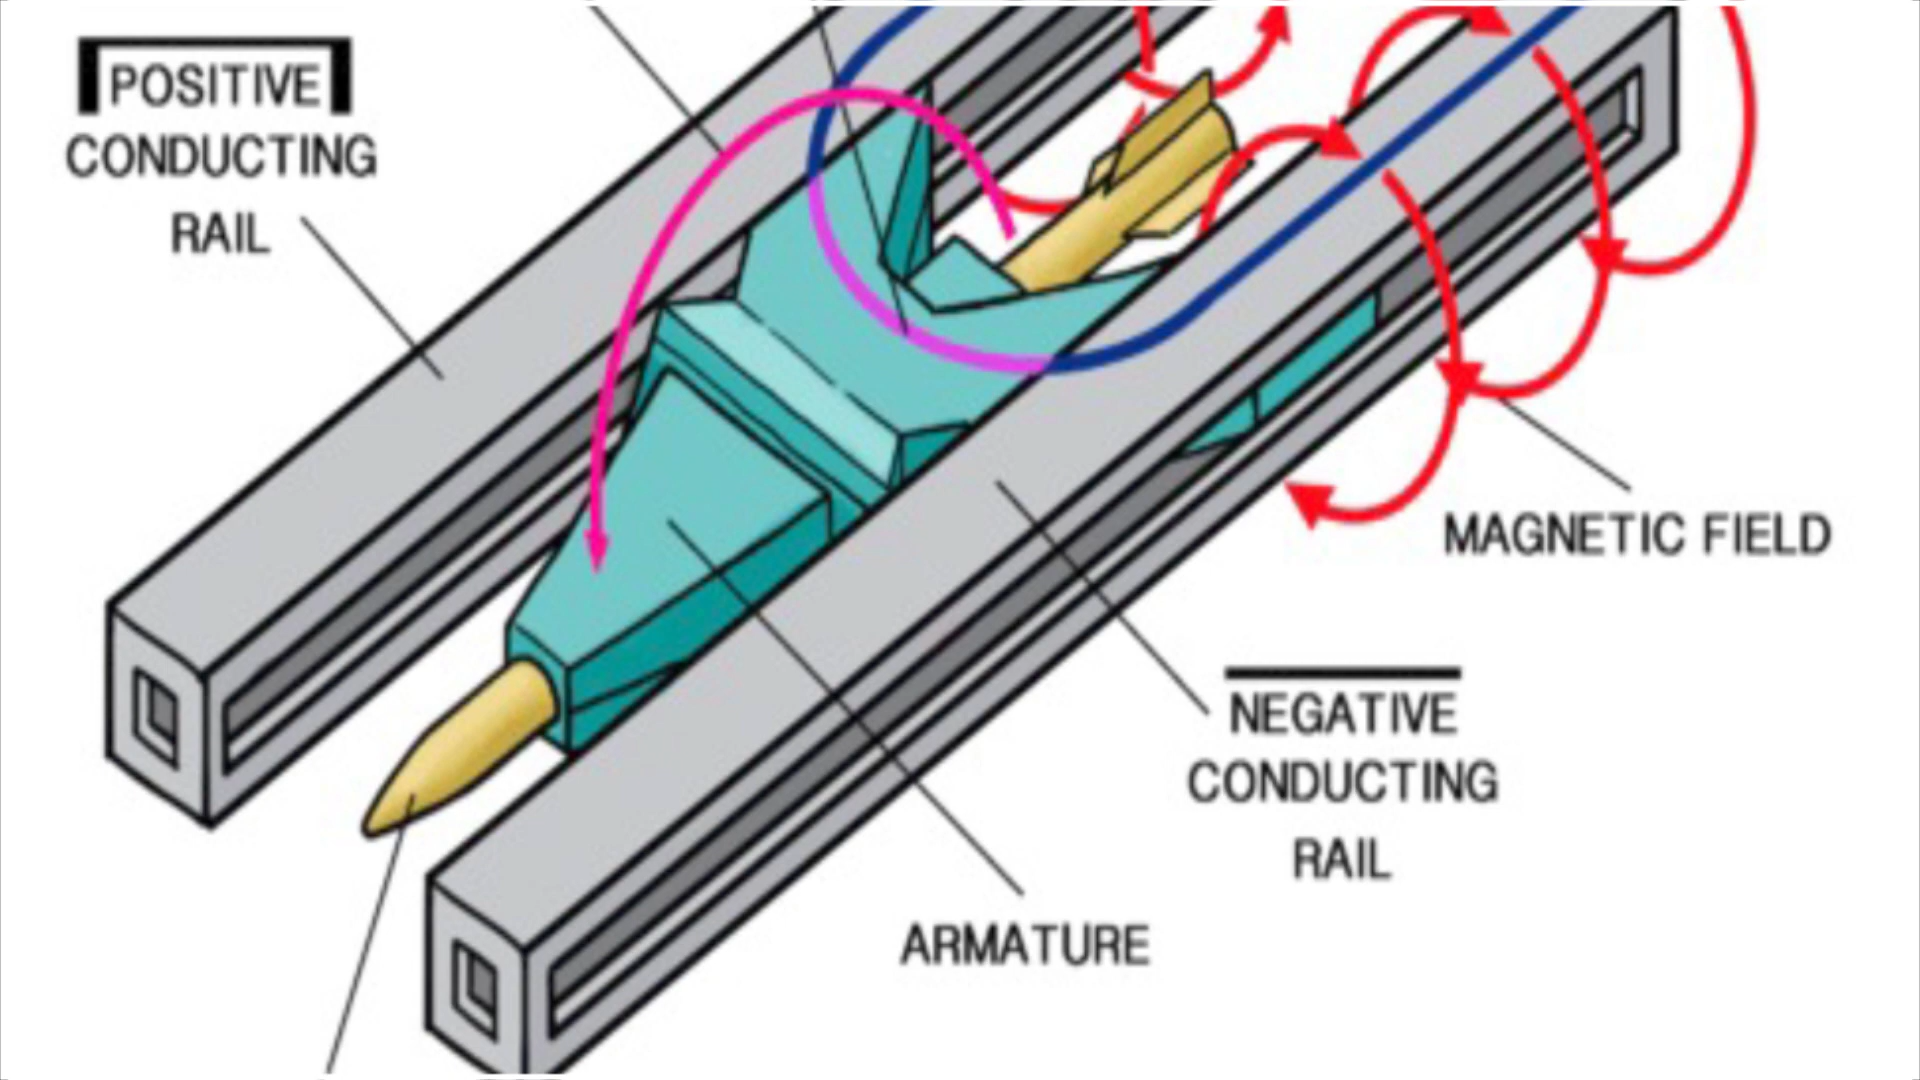 POSITIVE
CONDUCTING
RAIL
MAGNETIC FIELD
NEGATIVE
CONDUCTING
RAIL
ARMATURE